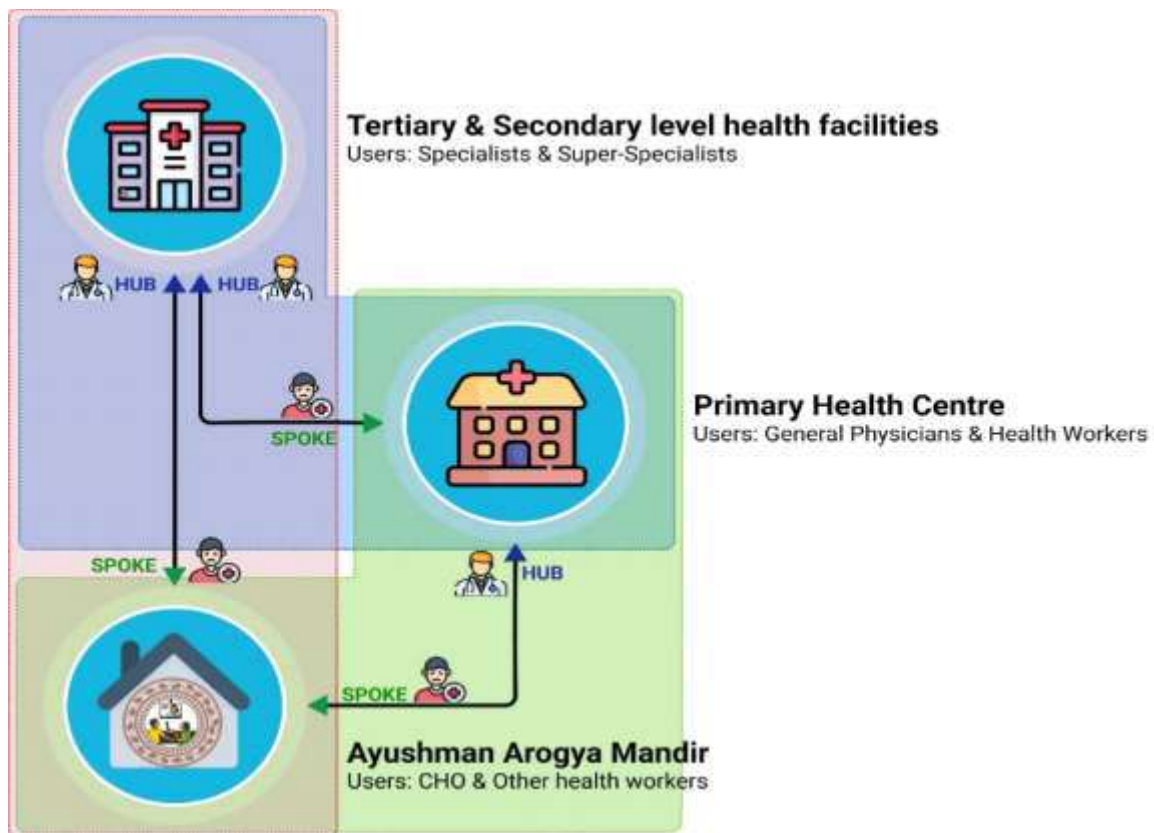 Tertiary & Secondary level health facilities
Users: Specialists & Super-Specialists
HUB
HUB
SPOKE
Primary Health Centre
Users: General Physicians & Health Workers
SPOKE
HUB
SPOKE
Ayushman Arogya Mandir
Users: CHO & Other health workers